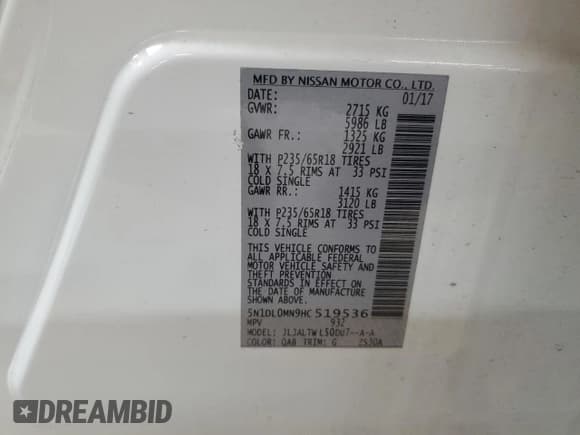 MFD BY NISSAN MOTOR CO., LTD.
DATE: 01/17
GVWR: 2715 KG
5986 LB
GAWR FR.: 1325 KG
2921 LB
WITH P235/65R18 TIRES
18 X 7.5 RIMS AT 33 PSI
COLD SINGLE
GAWR RR.: 1415 KG
3120 LB
WITH P235/65R18 TIRES
18 X 7.5 RIMS AT 33 PSI
COLD SINGLE
THIS VEHICLE CONFORMS TO
ALL APPLICABLE FEDERAL
MOTOR VEHICLE SAFETY AND
THEFT PREVENTION
STANDARDS IN EFFECT ON
THE DATE OF MANUFACTURE
SHOWN ABOVE.
5N1DL0MN9HC519536
MPV 932
MODEL: JLJALTWL50DU7--A-A
COLOR: QAB TRIM: G
DREAMBID